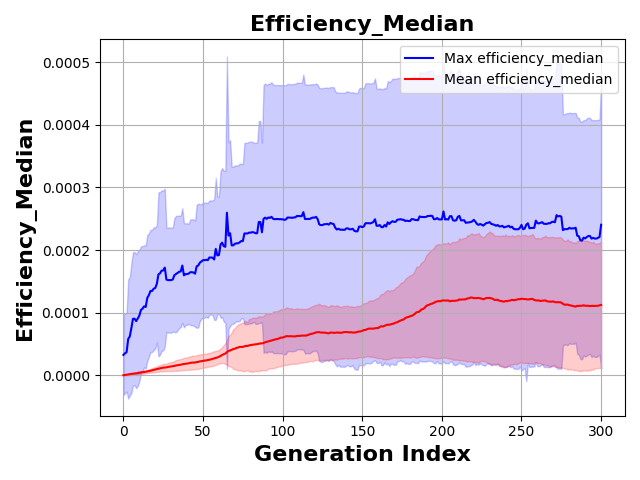 Efficiency_Median
Max efficiency_median
Mean efficiency_median
Efficiency_Median
0.0005
0.0004
0.0003
0.0002
0.0001
0.0000
0 50 100 150 200 250 300
Generation Index